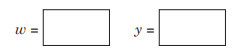 w = y =